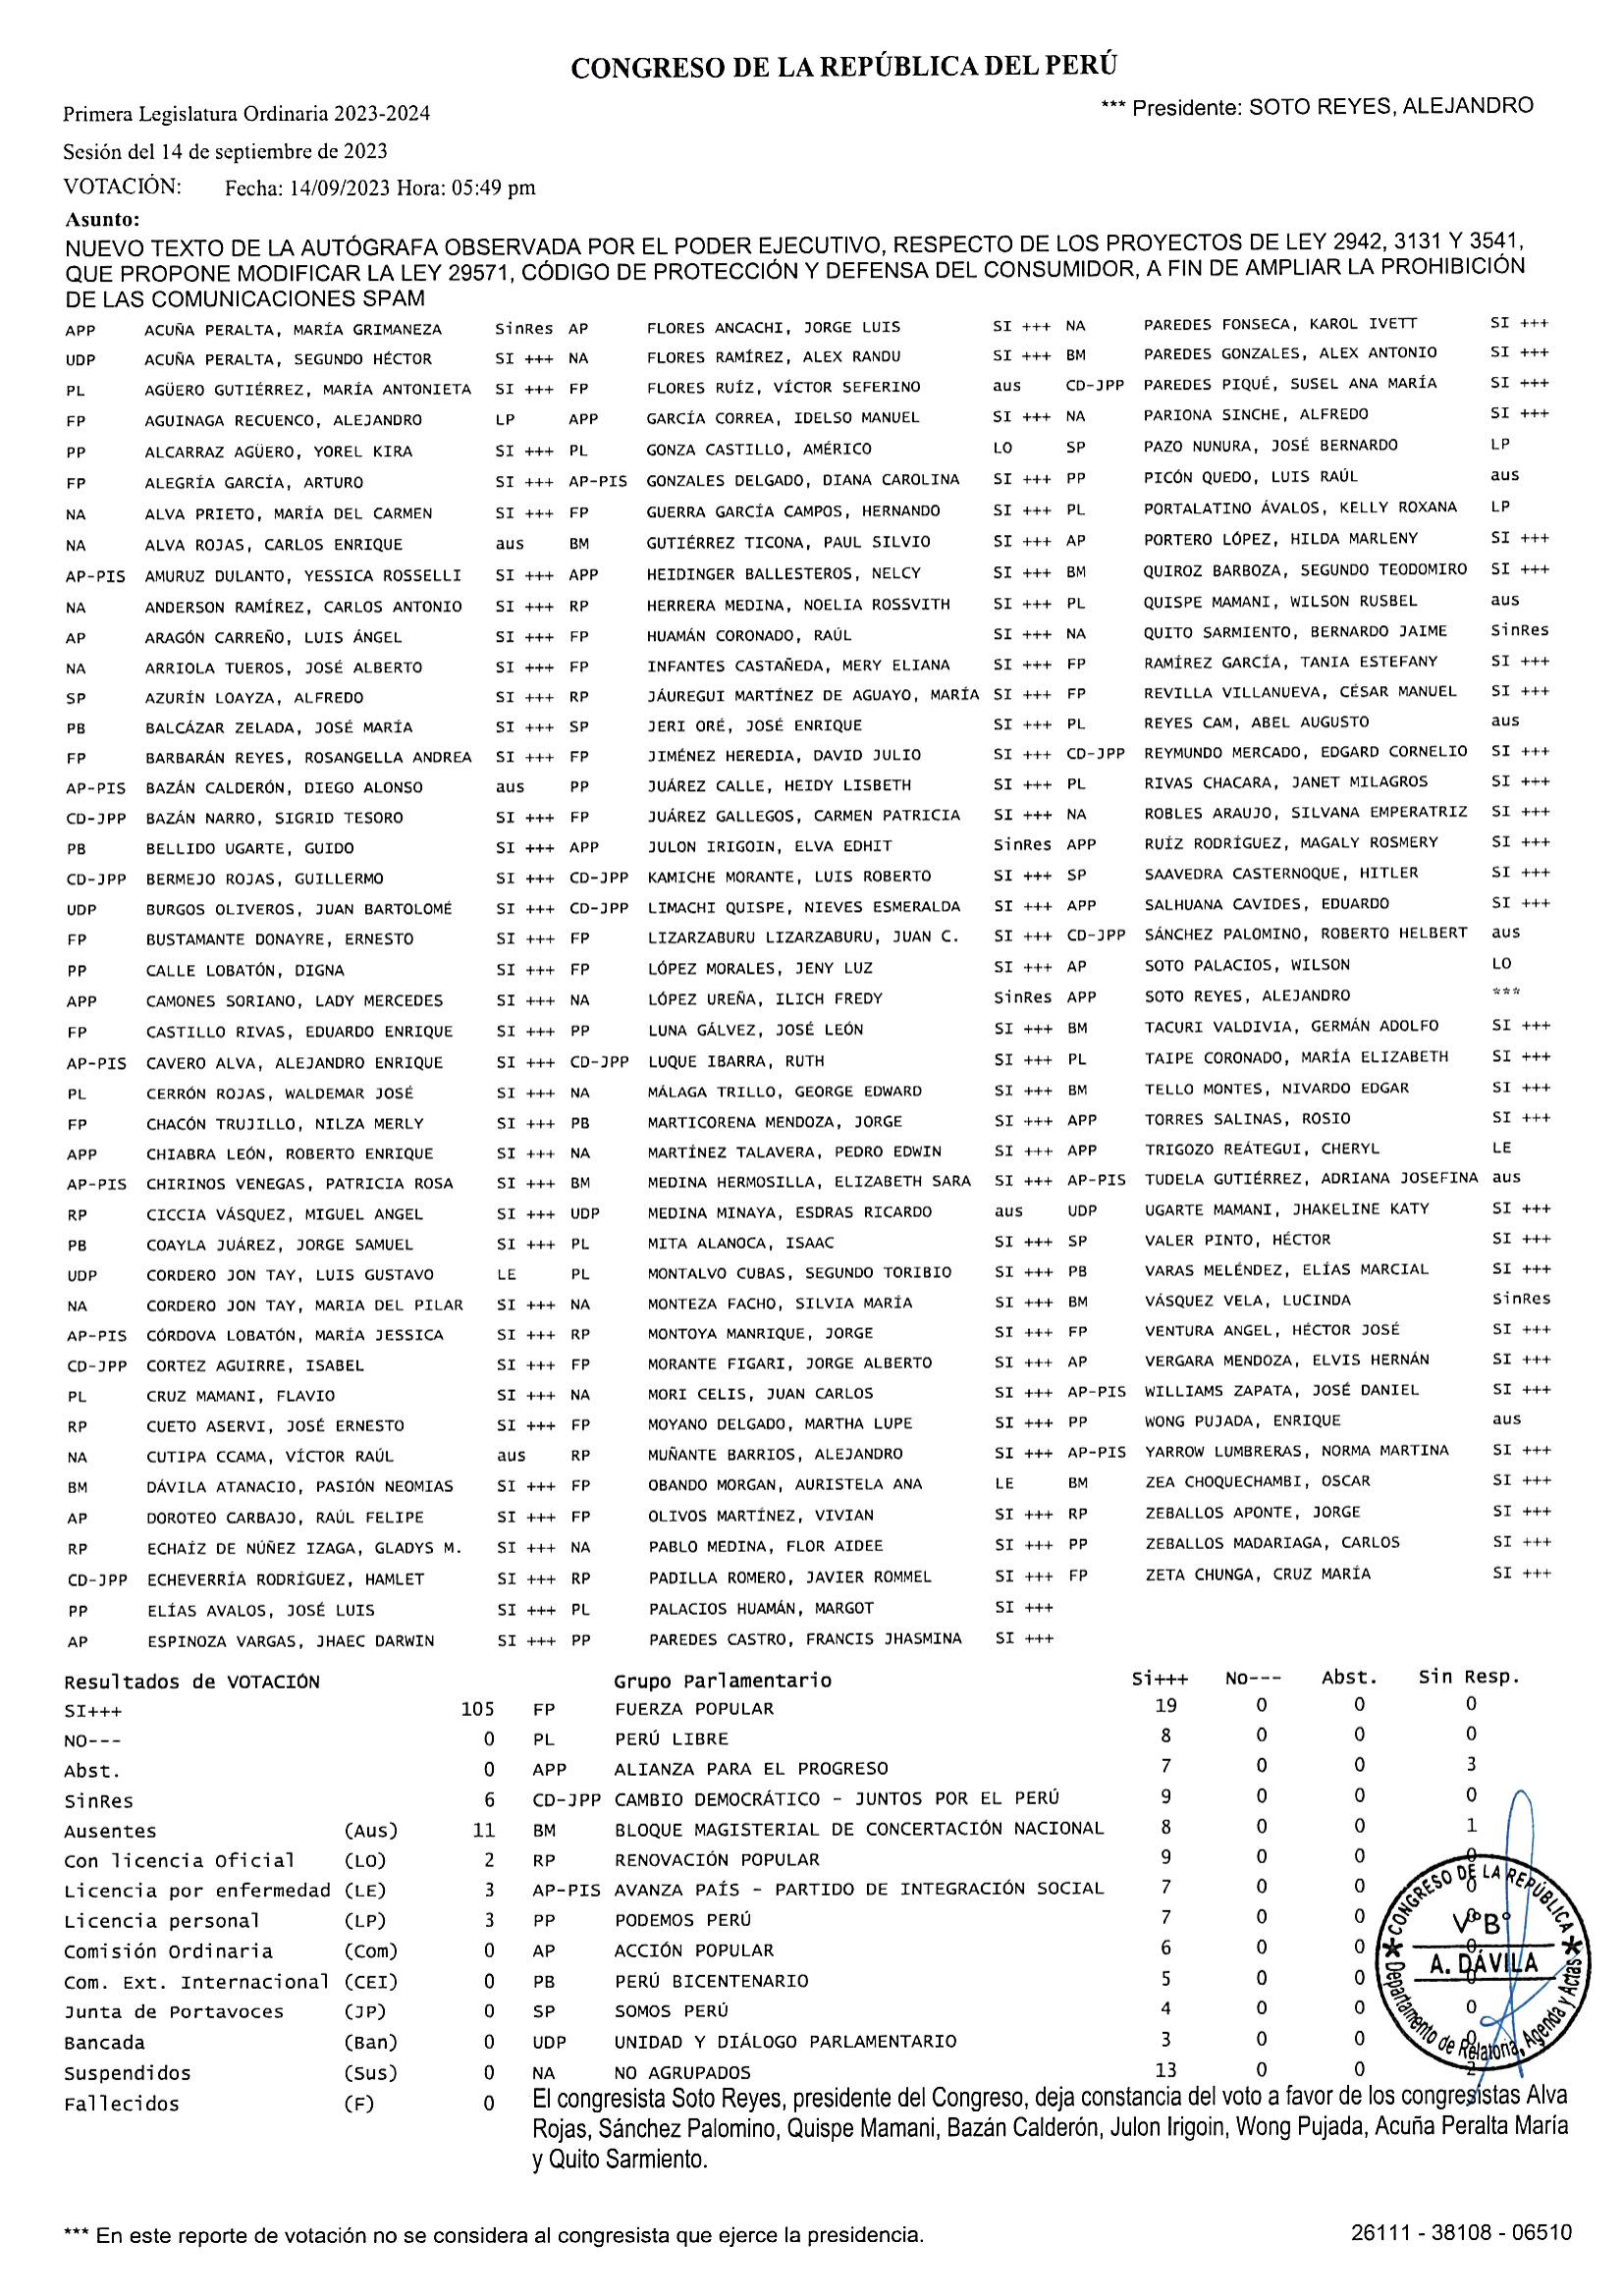 CONGRESO DE LA REPÚBLICA DEL PERÚ
Primera Legislatura Ordinaria 2023-2024 *** Presidente: SOTO REYES, ALEJANDRO
Sesión del 14 de septiembre de 2023
VOTACIÓN: Fecha: 14/09/2023 Hora: 05:49 pm
Asunto:
NUEVO TEXTO DE LA AUTÓGRAFA OBSERVADA POR EL PODER EJECUTIVO, RESPECTO DE LOS PROYECTOS DE LEY 2942, 3131 Y 3541,
QUE PROPONE MODIFICAR LA LEY 29571, CÓDIGO DE PROTECCIÓN Y DEFENSA DEL CONSUMIDOR, A FIN DE AMPLIAR LA PROHIBICIÓN
DE LAS COMUNICACIONES SPAM
APP ACUÑA PERALTA, MARÍA GRIMANEZA SinRes AP FLORES ANCACHI, JORGE LUIS SI +++ NA PAREDES FONSECA, KAROL IVETT SI +++
UDP ACUÑA PERALTA, SEGUNDO HÉCTOR SI +++ NA FLORES RAMÍREZ, ALEX RANDU SI +++ BM PAREDES GONZALES, ALEX ANTONIO SI +++
PL AGÜERO GUTIÉRREZ, MARÍA ANTONIETA SI +++ FP FLORES RUÍZ, VÍCTOR SEFERINO aus CD-JPP PAREDES PIQUÉ, SUSEL ANA MARÍA SI +++
FP AGUINAGA RECUENCO, ALEJANDRO LP APP GARCÍA CORREA, IDELSO MANUEL SI +++ NA PARIONA SINCHE, ALFREDO SI +++
PP ALCARRAZ AGÜERO, YOREL KIRA SI +++ PL GONZA CASTILLO, AMÉRICO LO SP PAZO NUNURA, JOSÉ BERNARDO LP
FP ALEGRÍA GARCÍA, ARTURO SI +++ AP-PIS GONZALES DELGADO, DIANA CAROLINA SI +++ PP PICÓN QUEDO, LUIS RAÚL aus
NA ALVA PRIETO, MARÍA DEL CARMEN SI +++ FP GUERRA GARCÍA CAMPOS, HERNANDO SI +++ PL PORTALATINO ÁVALOS, KELLY ROXANA LP
NA ALVA ROJAS, CARLOS ENRIQUE aus BM GUTIÉRREZ TICONA, PAUL SILVIO SI +++ AP PORTERO LÓPEZ, HILDA MARLENY SI +++
AP-PIS AMURUZ DULANTO, YESSICA ROSSELLI SI +++ APP HEIDINGER BALLESTEROS, NELCY SI +++ BM QUIROZ BARBOZA, SEGUNDO TEODOMIRO SI +++
NA ANDERSON RAMÍREZ, CARLOS ANTONIO SI +++ RP HERRERA MEDINA, NOELIA ROSSVITH SI +++ PL QUISPE MAMANI, WILSON RUSBEL aus
AP ARAGÓN CARREÑO, LUIS ÁNGEL SI +++ FP HUAMÁN CORONADO, RAÚL SI +++ NA QUITO SARMIENTO, BERNARDO JAIME SinRes
NA ARRIOLA TUEROS, JOSÉ ALBERTO SI +++ FP INFANTES CASTAÑEDA, MERY ELIANA SI +++ FP RAMÍREZ GARCÍA, TANIA ESTEFANY SI +++
SP AZURÍN LOAYZA, ALFREDO SI +++ RP JÁUREGUI MARTÍNEZ DE AGUAYO, MARÍA SI +++ FP REVILLA VILLANUEVA, CÉSAR MANUEL SI +++
PB BALCÁZAR ZELADA, JOSÉ MARÍA SI +++ SP JERI ORÉ, JOSÉ ENRIQUE SI +++ PL REYES CAM, ABEL AUGUSTO aus
FP BARBARÁN REYES, ROSANGELLA ANDREA SI +++ FP JIMÉNEZ HEREDIA, DAVID JULIO SI +++ CD-JPP REYMUNDO MERCADO, EDGARD CORNELIO SI +++
AP-PIS BAZÁN CALDERÓN, DIEGO ALONSO aus PP JUÁREZ CALLE, HEIDY LISBETH SI +++ PL RIVAS CHACARA, JANET MILAGROS SI +++
CD-JPP BAZÁN NARRO, SIGRID TESORO SI +++ FP JUÁREZ GALLEGOS, CARMEN PATRICIA SI +++ NA ROBLES ARAUJO, SILVANA EMPERATRIZ SI +++
PB BELLIDO UGARTE, GUIDO SI +++ APP JULON IRIGOIN, ELVA EDHIT SinRes APP RUÍZ RODRÍGUEZ, MAGALY ROSMERY SI +++
CD-JPP BERMEJO ROJAS, GUILLERMO SI +++ CD-JPP KAMICHE MORANTE, LUIS ROBERTO SI +++ SP SAAVEDRA CASTERNOQUE, HITLER SI +++
UDP BURGOS OLIVEROS, JUAN BARTOLOMÉ SI +++ CD-JPP LIMACHI QUISPE, NIEVES ESMERALDA SI +++ APP SALHUANA CAVIDES, EDUARDO SI +++
FP BUSTAMANTE DONAYRE, ERNESTO SI +++ FP LIZARZABURU LIZARZABURU, JUAN C. SI +++ CD-JPP SÁNCHEZ PALOMINO, ROBERTO HELBERT aus
PP CALLE LOBATÓN, DIGNA SI +++ FP LÓPEZ MORALES, JENY LUZ SI +++ AP SOTO PALACIOS, WILSON LO
APP CAMONES SORIANO, LADY MERCEDES SI +++ NA LÓPEZ UREÑA, ILICH FREDY SinRes APP SOTO REYES, ALEJANDRO ***
FP CASTILLO RIVAS, EDUARDO ENRIQUE SI +++ PP LUNA GÁLVEZ, JOSÉ LEÓN SI +++ BM TACURI VALDIVIA, GERMÁN ADOLFO SI +++
AP-PIS CAVERO ALVA, ALEJANDRO ENRIQUE SI +++ CD-JPP LUQUE IBARRA, RUTH SI +++ PL TAIPE CORONADO, MARÍA ELIZABETH SI +++
PL CERRÓN ROJAS, WALDEMAR JOSÉ SI +++ NA MÁLAGA TRILLO, GEORGE EDWARD SI +++ BM TELLO MONTES, NIVARDO EDGAR SI +++
FP CHACÓN TRUJILLO, NILZA MERLY SI +++ PB MARTICORENA MENDOZA, JORGE SI +++ APP TORRES SALINAS, ROSIO SI +++
APP CHIABRA LEÓN, ROBERTO ENRIQUE SI +++ NA MARTÍNEZ TALAVERA, PEDRO EDWIN SI +++ APP TRIGOZO REÁTEGUI, CHERYL LE
AP-PIS CHIRINOS VENEGAS, PATRICIA ROSA SI +++ BM MEDINA HERMOSILLA, ELIZABETH SARA SI +++ AP-PIS TUDELA GUTIÉRREZ, ADRIANA JOSEFINA aus
RP CICCIA VÁSQUEZ, MIGUEL ANGEL SI +++ UDP MEDINA MINAYA, ESDRAS RICARDO aus UDP UGARTE MAMANI, JHAKELINE KATY SI +++
PB COAYLA JUÁREZ, JORGE SAMUEL SI +++ PL MITA ALANOCA, ISAAC SI +++ SP VALER PINTO, HÉCTOR SI +++
UDP CORDERO JON TAY, LUIS GUSTAVO LE PL MONTALVO CUBAS, SEGUNDO TORIBIO SI +++ PB VARAS MELÉNDEZ, ELÍAS MARCIAL SI +++
NA CORDERO JON TAY, MARIA DEL PILAR SI +++ NA MONTEZA FACHO, SILVIA MARÍA SI +++ BM VÁSQUEZ VELA, LUCINDA SinRes
AP-PIS CÓRDOVA LOBATÓN, MARÍA JESSICA SI +++ RP MONTOYA MANRIQUE, JORGE SI +++ FP VENTURA ANGEL, HÉCTOR JOSÉ SI +++
CD-JPP CORTEZ AGUIRRE, ISABEL SI +++ FP MORANTE FIGARI, JORGE ALBERTO SI +++ AP VERGARA MENDOZA, ELVIS HERNÁN SI +++
PL CRUZ MAMANI, FLAVIO SI +++ NA MORI CELIS, JUAN CARLOS SI +++ AP-PIS WILLIAMS ZAPATA, JOSÉ DANIEL SI +++
RP CUETO ASERVI, JOSÉ ERNESTO SI +++ FP MOYANO DELGADO, MARTHA LUPE SI +++ PP WONG PUJADA, ENRIQUE aus
NA CUTIPA CCAMA, VÍCTOR RAÚL aus RP MUÑANTE BARRIOS, ALEJANDRO SI +++ AP-PIS YARROW LUMBRERAS, NORMA MARTINA SI +++
BM DÁVILA ATANACIO, PASIÓN NEOMIAS SI +++ FP OBANDO MORGAN, AURISTELA ANA LE BM ZEA CHOQUECHAMBI, OSCAR SI +++
AP DOROTEO CARBAJO, RAÚL FELIPE SI +++ FP OLIVOS MARTÍNEZ, VIVIAN SI +++ RP ZEBALLOS APONTE, JORGE SI +++
RP ECHAÍZ DE NÚÑEZ IZAGA, GLADYS M. SI +++ NA PABLO MEDINA, FLOR AIDEE SI +++ PP ZEBALLOS MADARIAGA, CARLOS SI +++
CD-JPP ECHEVERRÍA RODRÍGUEZ, HAMLET SI +++ RP PADILLA ROMERO, JAVIER ROMMEL SI +++ FP ZETA CHUNGA, CRUZ MARÍA SI +++
PP ELÍAS AVALOS, JOSÉ LUIS SI +++ PL PALACIOS HUAMÁN, MARGOT SI +++
AP ESPINOZA VARGAS, JHAEC DARWIN SI +++ PP PAREDES CASTRO, FRANCIS JHASMINA SI +++
Resultados de VOTACIÓN Grupo Parlamentario Si+++ No--- Abst. Sin Resp.
SI+++ 105 FP FUERZA POPULAR 19 0 0 0
NO--- 0 PL PERÚ LIBRE 8 0 0 0
Abst. 0 APP ALIANZA PARA EL PROGRESO 7 0 0 3
SinRes 6 CD-JPP CAMBIO DEMOCRÁTICO - JUNTOS POR EL PERÚ 9 0 0 0
Ausentes (Aus) 11 BM BLOQUE MAGISTERIAL DE CONCERTACIÓN NACIONAL 8 0 0 1
Con licencia Oficial (LO) 2 RP RENOVACIÓN POPULAR 9 0 0 0
Licencia por enfermedad (LE) 3 AP-PIS AVANZA PAÍS - PARTIDO DE INTEGRACIÓN SOCIAL 7 0 0 0
Licencia personal (LP) 3 PP PODEMOS PERÚ 7 0 0 0
Comisión Ordinaria (Com) 0 AP ACCIÓN POPULAR 6 0 0 0
Com. Ext. Internacional (CEI) 0 PB PERÚ BICENTENARIO 5 0 0 0
Junta de Portavoces (JP) 0 SP SOMOS PERÚ 4 0 0 0
Bancada (Ban) 0 UDP UNIDAD Y DIÁLOGO PARLAMENTARIO 3 0 0 0
Suspendidos (Sus) 0 NA NO AGRUPADOS 13 0 0 2
Fallecidos (F) 0
CONGRESO DE LA REPÚBLICA
V°B°
A. DÁVILA
Departamento de Relatoría, Agenda y Actas
El congresista Soto Reyes, presidente del Congreso, deja constancia del voto a favor de los congresistas Alva
Rojas, Sánchez Palomino, Quispe Mamani, Bazán Calderón, Julon Irigoin, Wong Pujada, Acuña Peralta María
y Quito Sarmiento.
*** En este reporte de votación no se considera al congresista que ejerce la presidencia. 26111 - 38108 - 06510